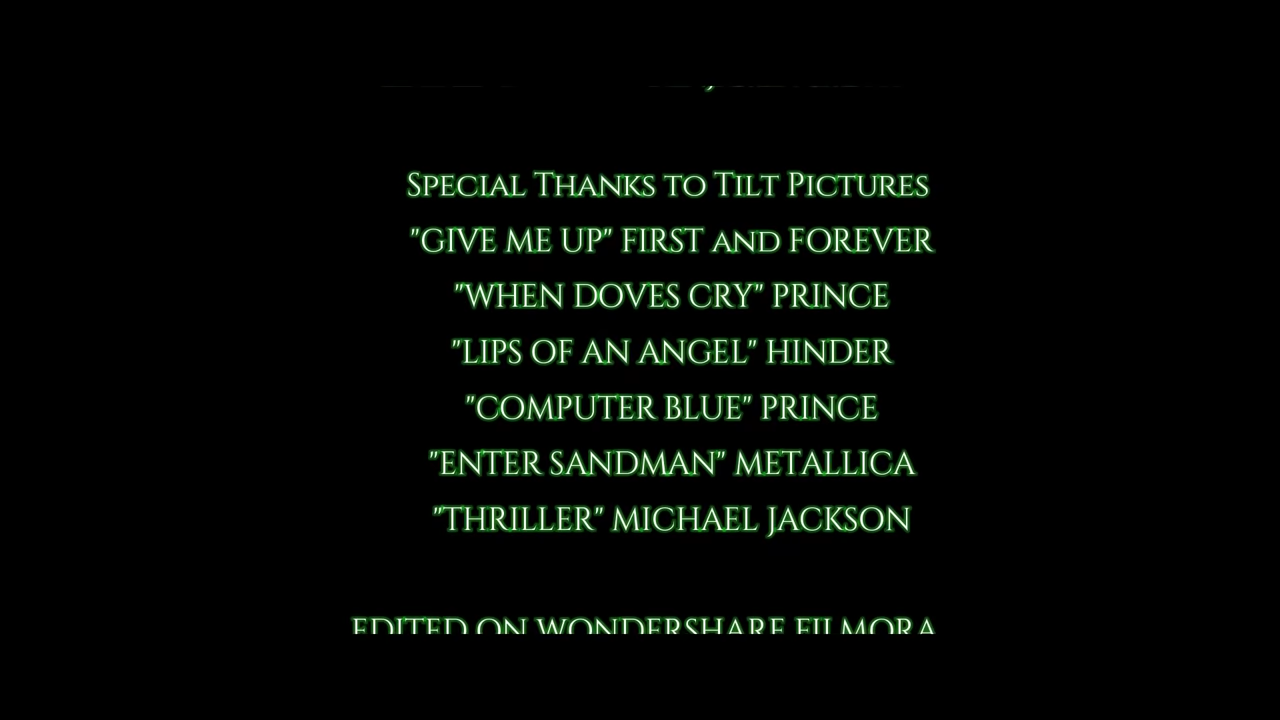 Special Thanks to Tilt Pictures
"GIVE ME UP" FIRST and FOREVER
"WHEN DOVES CRY" PRINCE
"LIPS OF AN ANGEL" HINDER
"COMPUTER BLUE" PRINCE
"ENTER SANDMAN" METALLICA
"THRILLER" MICHAEL JACKSON
EDITED ON WONDERSHARE FILMORA